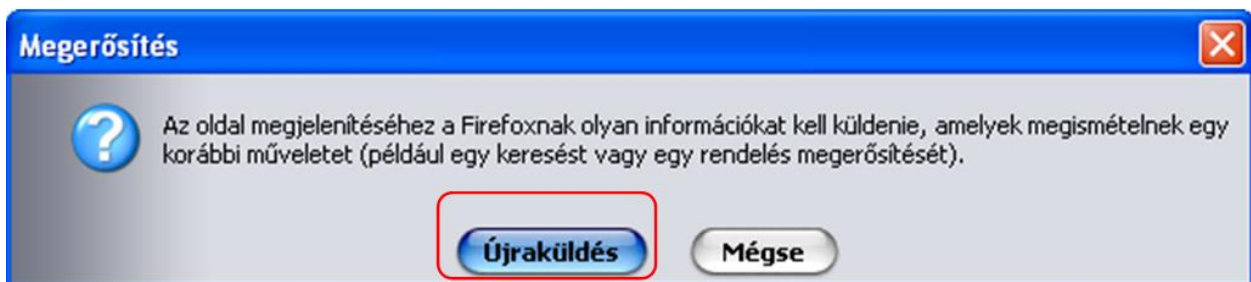 Megerősítés
Az oldal megjelenítéséhez a Firefoxnak olyan információkat kell küldenie, amelyek megismételnek egy
korábbi műveletet (például egy keresést vagy egy rendelés megerősítését).
Újraküldés Mégse